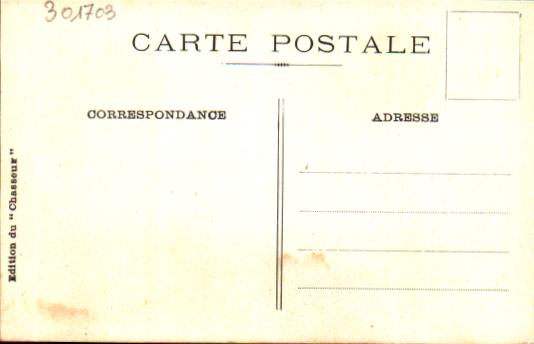 301703
CARTE POSTALE
CORRESPONDANCE
ADRESSE
Edition du "Chasseur"